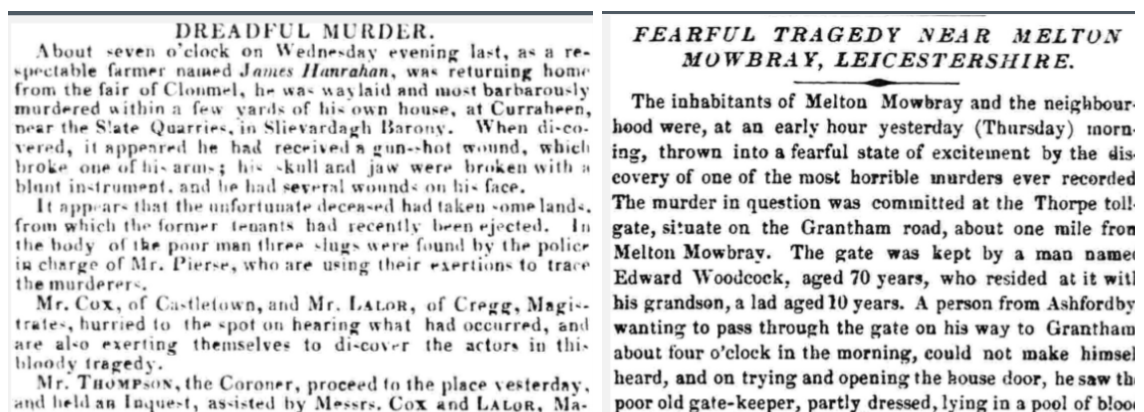 DREADFUL MURDER.
About seven o'clock on Wednesday evening last, as a re-
spectable farmer named James Hanrahan, was returning home
from the fair of Clonmel, he was waylaid and most barbarously
murdered within a few yards of his own house, at Curraheen,
near the Slate Quarries, in Slievardagh Barony. When disco-
vered, it appeared he had received a gun-shot wound, which
broke one of his arms; his skull and jaw were broken with a
blunt instrument, and he had several wounds on his face.
It appears that the unfortunate deceased had taken some lands,
from which the former tenants had recently been ejected. In
the body of the poor man three slugs were found by the police
in charge of Mr. Pierse, who are using their exertions to trace
the murderers.
Mr. COX, of Castletown, and Mr. LALOR, of Cregg, Magis-
trates, hurried to the spot on hearing what had occurred, and
are also exerting themselves to discover the actors in this
bloody tragedy.
Mr. THOMPSON, the Coroner, proceed to the place yesterday,
and held an Inquest, assisted by Messrs. COX and LALOR, Ma-
FEARFUL TRAGEDY NEAR MELTON
MOWBRAY, LEICESTERSHIRE.
The inhabitants of Melton Mowbray and the neighbour-
hood were, at an early hour yesterday (Thursday) morn-
ing, thrown into a fearful state of excitement by the dis-
covery of one of the most horrible murders ever recorded
The murder in question was committed at the Thorpe toll-
gate, situate on the Grantham road, about one mile from
Melton Mowbray. The gate was kept by a man named
Edward Woodcock, aged 70 years, who resided at it with
his grandson, a lad aged 10 years. A person from Ashfordby
wanting to pass through the gate on his way to Grantham
about four o'clock in the morning, could not make himsel
heard, and on trying and opening the house door, he saw the
poor old gate-keeper, partly dressed, lying in a pool of blood